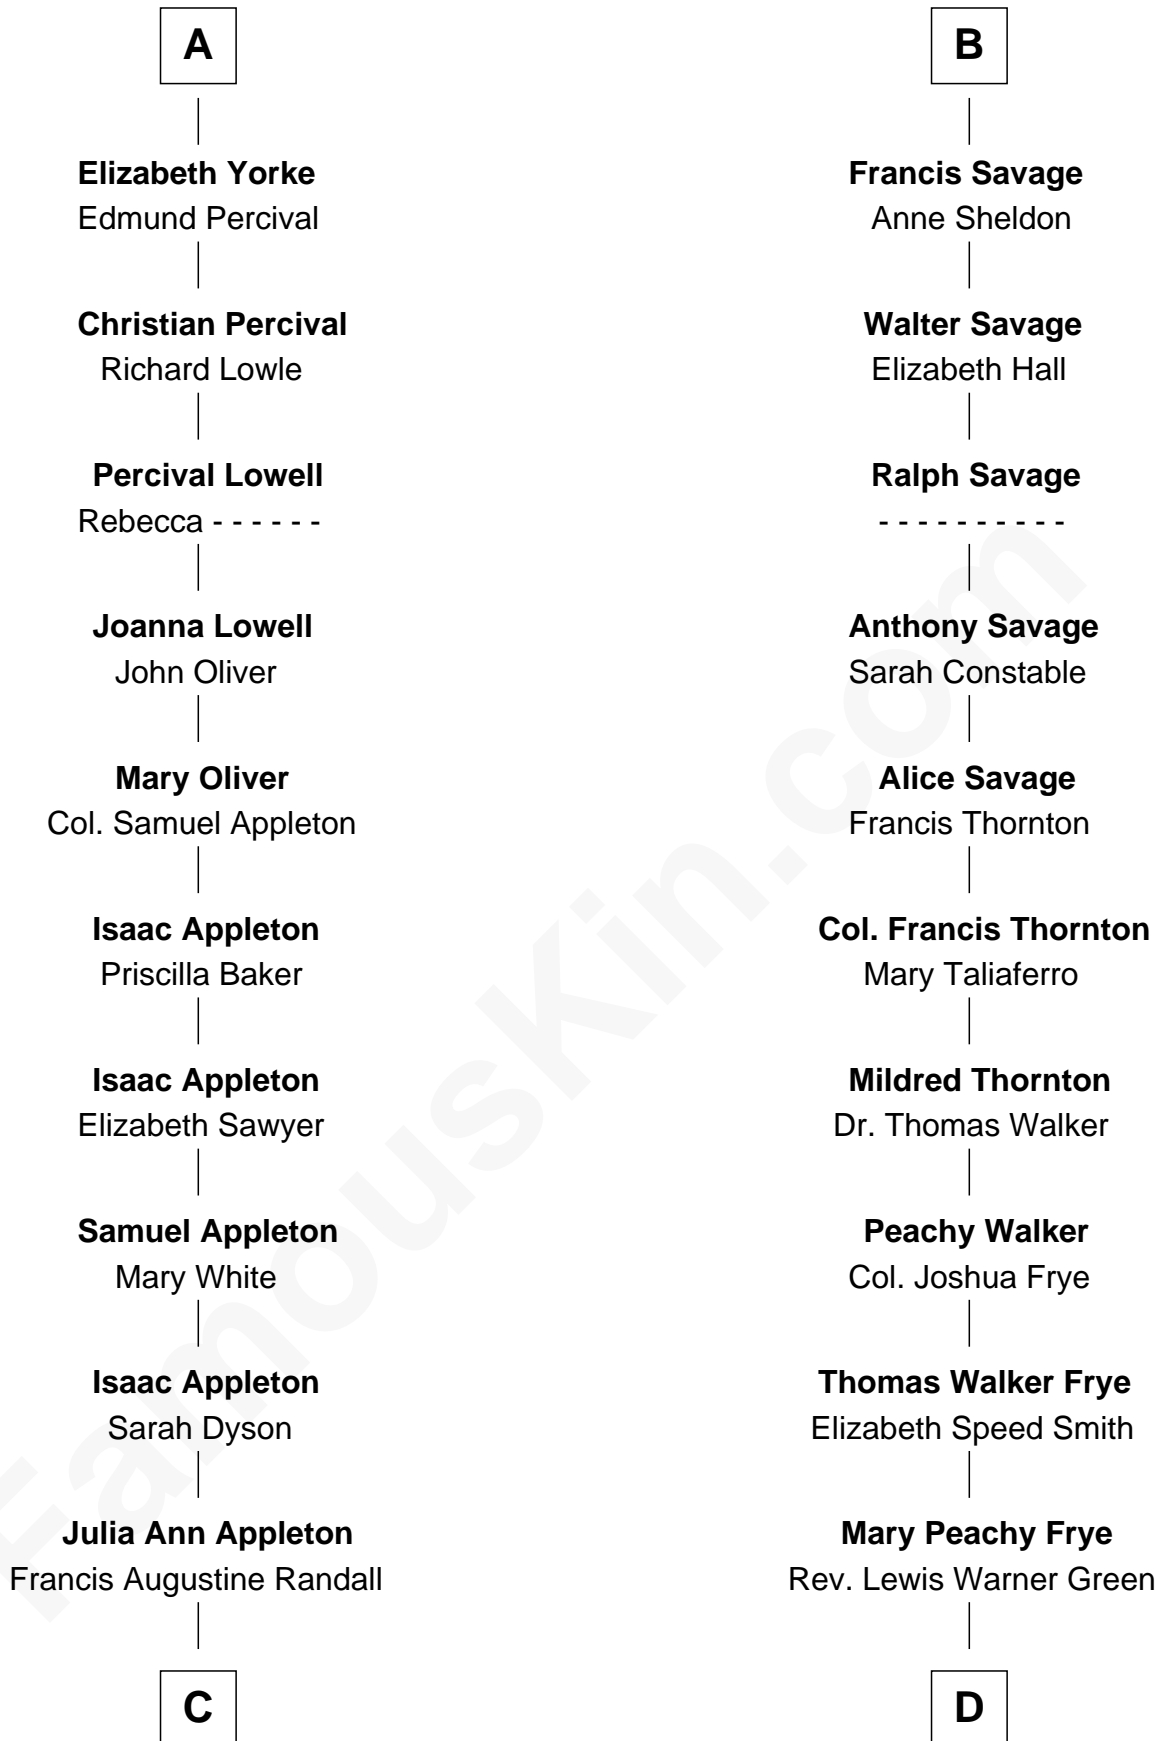 A
Elizabeth Yorke
Edmund Percival
Christian Percival
Richard Lowle
Percival Lowell
Rebecca - - - - - -
Joanna Lowell
John Oliver
Mary Oliver
Col. Samuel Appleton
Isaac Appleton
Priscilla Baker
Isaac Appleton
Elizabeth Sawyer
Samuel Appleton
Mary White
Isaac Appleton
Sarah Dyson
Julia Ann Appleton
Francis Augustine Randall
C
B
Francis Savage
Anne Sheldon
Walter Savage
Elizabeth Hall
Ralph Savage
- - - - - - - - - -
Anthony Savage
Sarah Constable
Alice Savage
Francis Thornton
Col. Francis Thornton
Mary Taliaferro
Mildred Thornton
Dr. Thomas Walker
Peachy Walker
Col. Joshua Frye
Thomas Walker Frye
Elizabeth Speed Smith
Mary Peachy Frye
Rev. Lewis Warner Green
D
FamousKin.com